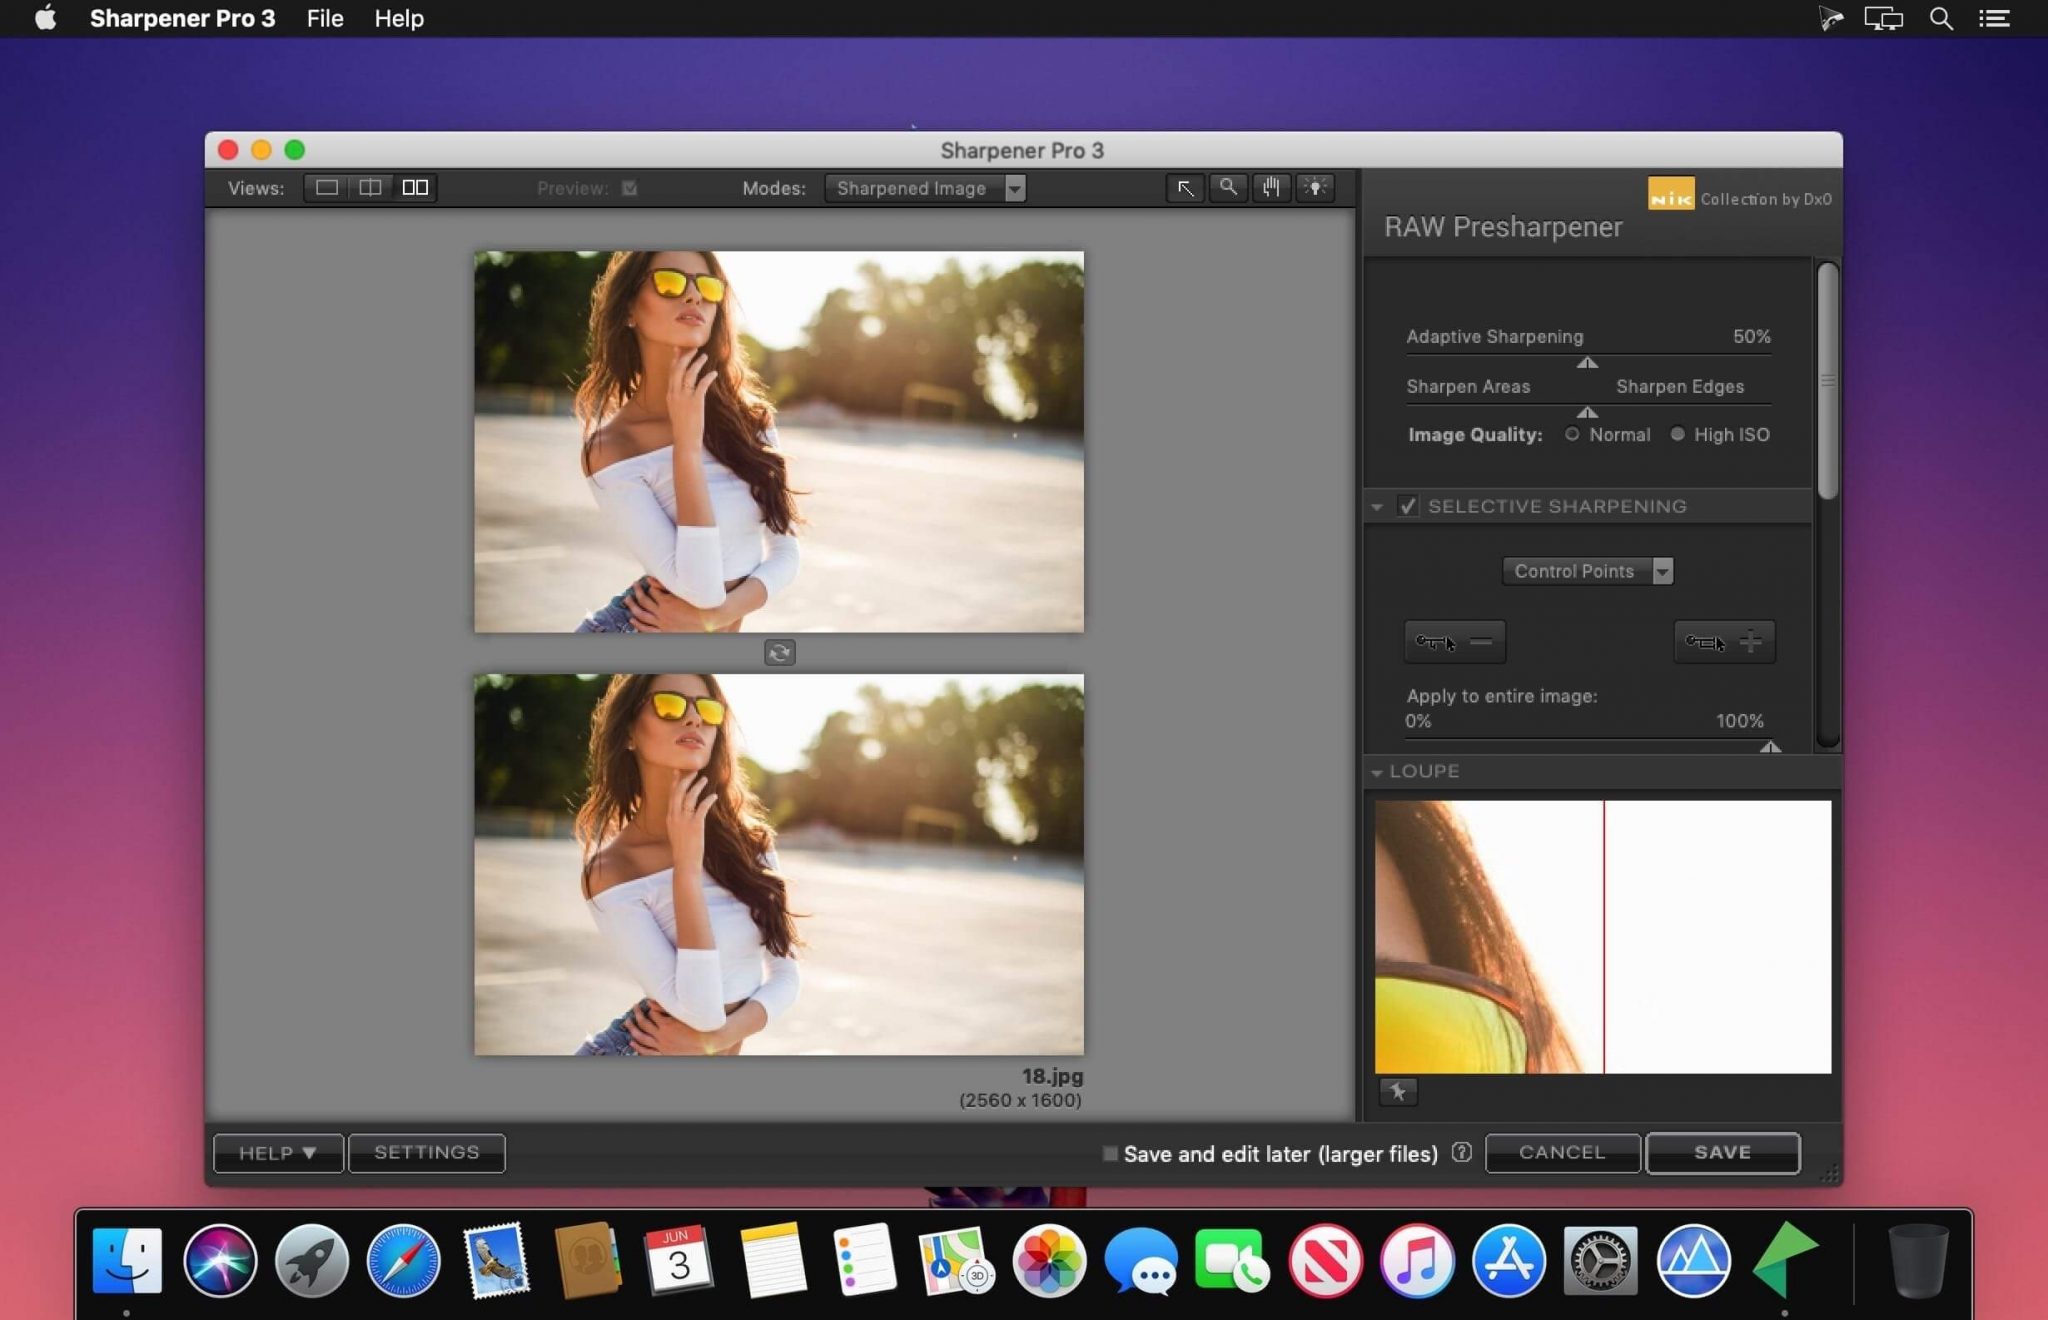 Sharpener Pro 3 File Help
Sharpener Pro 3
Views: Preview: Modes: Sharpened Image
Nik Collection by DxO
RAW Presharpener
Adaptive Sharpening 50%
Sharpen Areas Sharpen Edges
Image Quality: Normal High ISO
SELECTIVE SHARPENING
Control Points
Apply to entire image:
0% 100%
LOUPE
18.jpg
(2560 x 1600)
HELP SETTINGS Save and edit later (larger files) ? CANCEL SAVE
JUN
3
3D